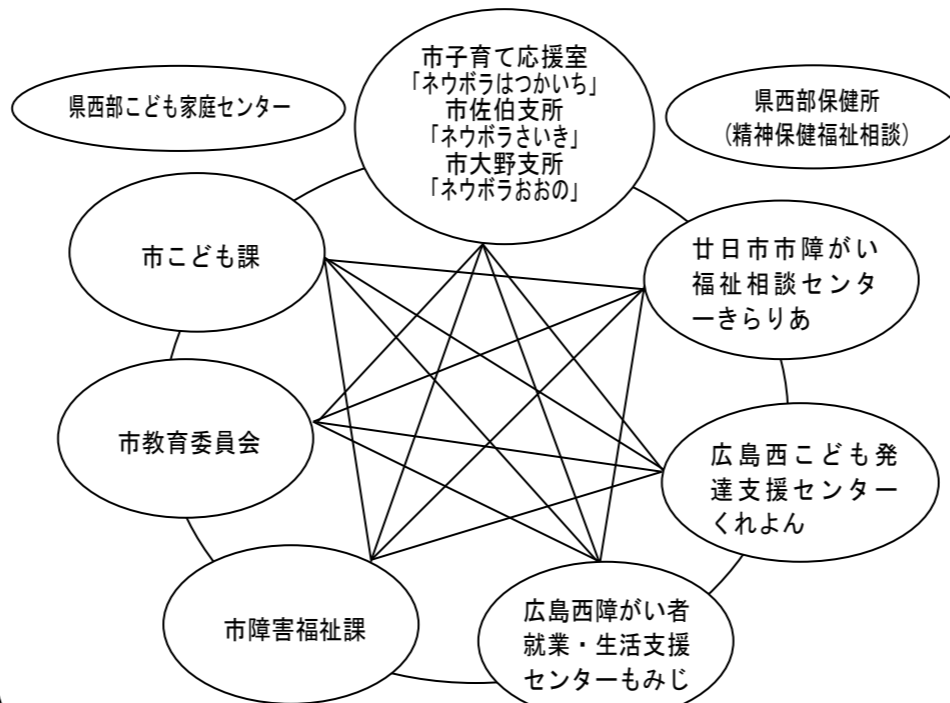 市子育て応援室
「ネウボラはつかいち」
市佐伯支所
「ネウボラさいき」
市大野支所
「ネウボラおおの」
県西部こども家庭センター
県西部保健所
(精神保健福祉相談)
市こども課
廿日市市障がい
福祉相談センタ
ーきらりあ
市教育委員会
広島西こども発
達支援センター
くれよん
市障害福祉課
広島西障がい者
就業・生活支援
センターもみじ